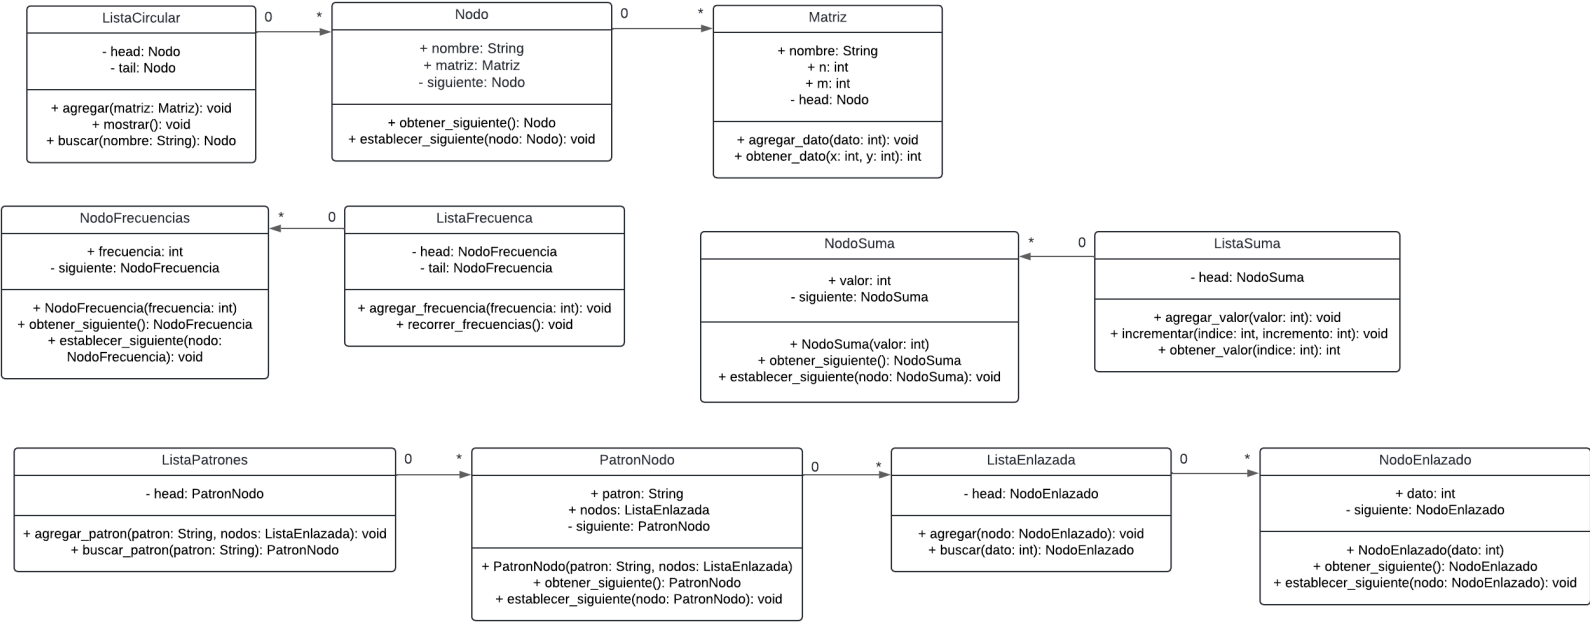 ListaCircular
- head: Nodo
- tail: Nodo
+ agregar(matriz: Matriz): void
+ mostrar(): void
+ buscar(nombre: String): Nodo
0
*
Nodo
+ nombre: String
+ matriz: Matriz
- siguiente: Nodo
+ obtener_siguiente(): Nodo
+ establecer_siguiente(nodo: Nodo): void
0
*
Matriz
+ nombre: String
+ n: int
+ m: int
- head: Nodo
+ agregar_dato(dato: int): void
+ obtener_dato(x: int, y: int): int
NodoFrecuencias
+ frecuencia: int
- siguiente: NodoFrecuencia
+ NodoFrecuencia(frecuencia: int)
+ obtener_siguiente(): NodoFrecuencia
+ establecer_siguiente(nodo:
NodoFrecuencia): void
*
0
ListaFrecuenca
- head: NodoFrecuencia
- tail: NodoFrecuencia
+ agregar_frecuencia(frecuencia: int): void
+ recorrer_frecuencias(): void
NodoSuma
+ valor: int
- siguiente: NodoSuma
+ NodoSuma(valor: int)
+ obtener_siguiente(): NodoSuma
+ establecer_siguiente(nodo: NodoSuma): void
*
0
ListaSuma
- head: NodoSuma
+ agregar_valor(valor: int): void
+ incrementar(indice: int, incremento: int): void
+ obtener_valor(indice: int): int
ListaPatrones
- head: PatronNodo
+ agregar_patron(patron: String, nodos: ListaEnlazada): void
+ buscar_patron(patron: String): PatronNodo
0
*
PatronNodo
+ patron: String
+ nodos: ListaEnlazada
- siguiente: PatronNodo
+ PatronNodo(patron: String, nodos: ListaEnlazada)
+ obtener_siguiente(): PatronNodo
+ establecer_siguiente(nodo: PatronNodo): void
0
*
ListaEnlazada
- head: NodoEnlazado
+ agregar(nodo: NodoEnlazado): void
+ buscar(dato: int): NodoEnlazado
0
*
NodoEnlazado
+ dato: int
- siguiente: NodoEnlazado
+ NodoEnlazado(dato: int)
+ obtener_siguiente(): NodoEnlazado
+ establecer_siguiente(nodo: NodoEnlazado): void